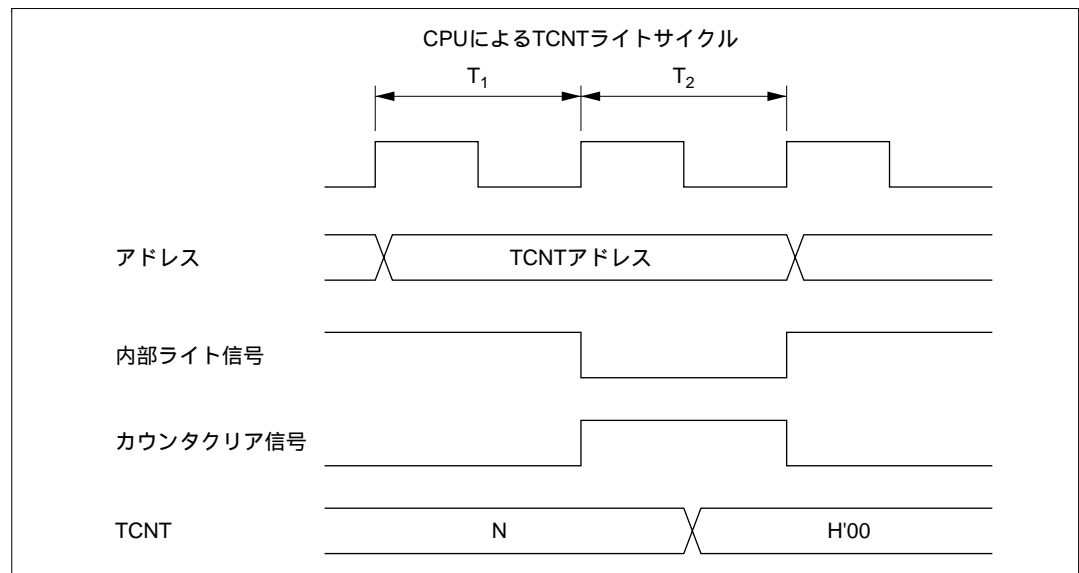 CPUによるTCNTライトサイクル
T1 T2
アドレス TCNTアドレス
内部ライト信号
カウンタクリア信号
TCNT N H'00